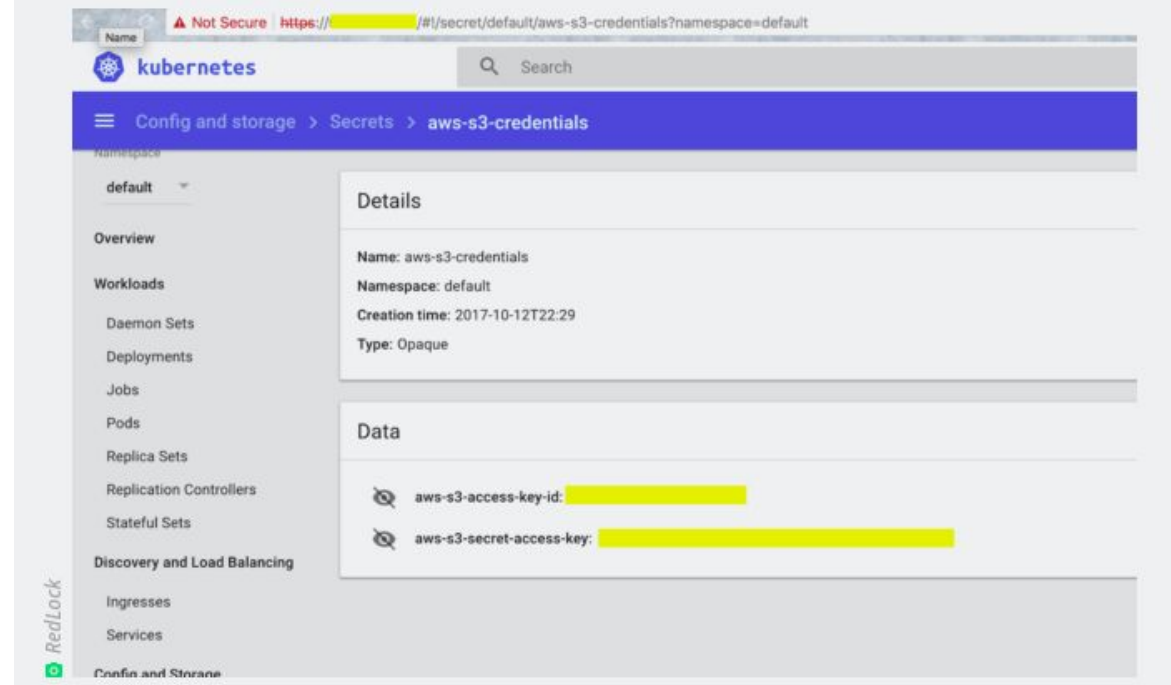 Not Secure https:// /#!/secret/default/aws-s3-credentials?namespace=default
Name
kubernetes
Search
Config and storage > Secrets > aws-s3-credentials
Namespace
default
Overview
Workloads
Daemon Sets
Deployments
Jobs
Pods
Replica Sets
Replication Controllers
Stateful Sets
Discovery and Load Balancing
Ingresses
Services
Config and Storage
Details
Name: aws-s3-credentials
Namespace: default
Creation time: 2017-10-12T22:29
Type: Opaque
Data
aws-s3-access-key-id:
aws-s3-secret-access-key:
RedLock